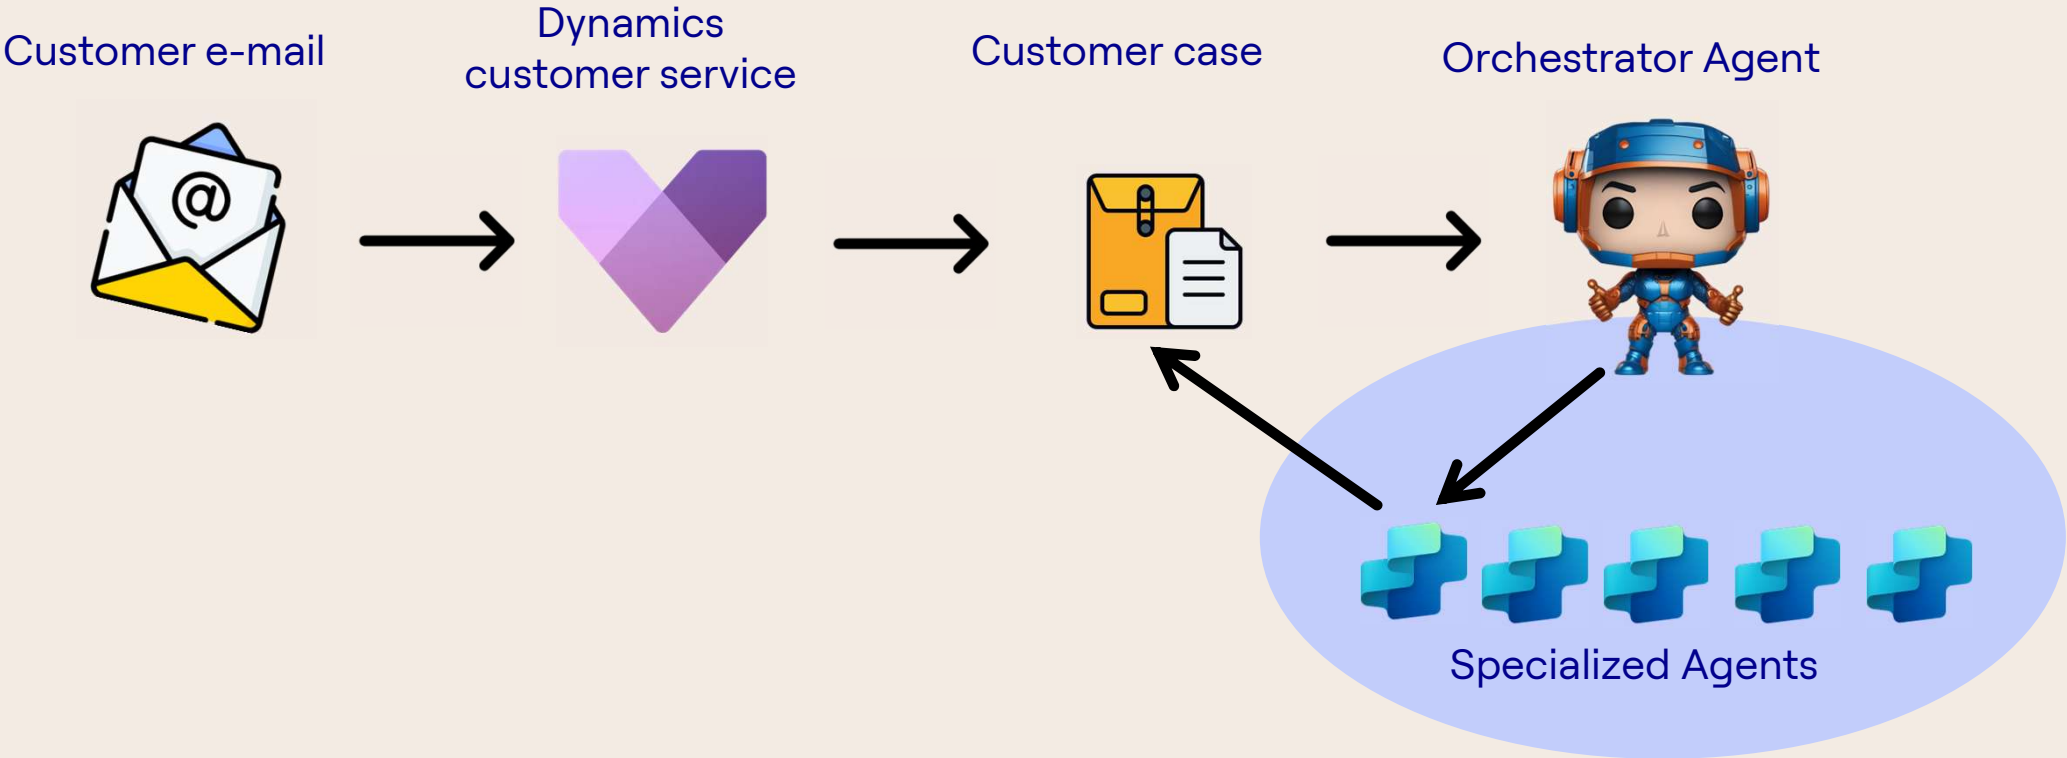 Customer e-mail
Dynamics
customer service
Customer case
Orchestrator Agent
@
Specialized Agents